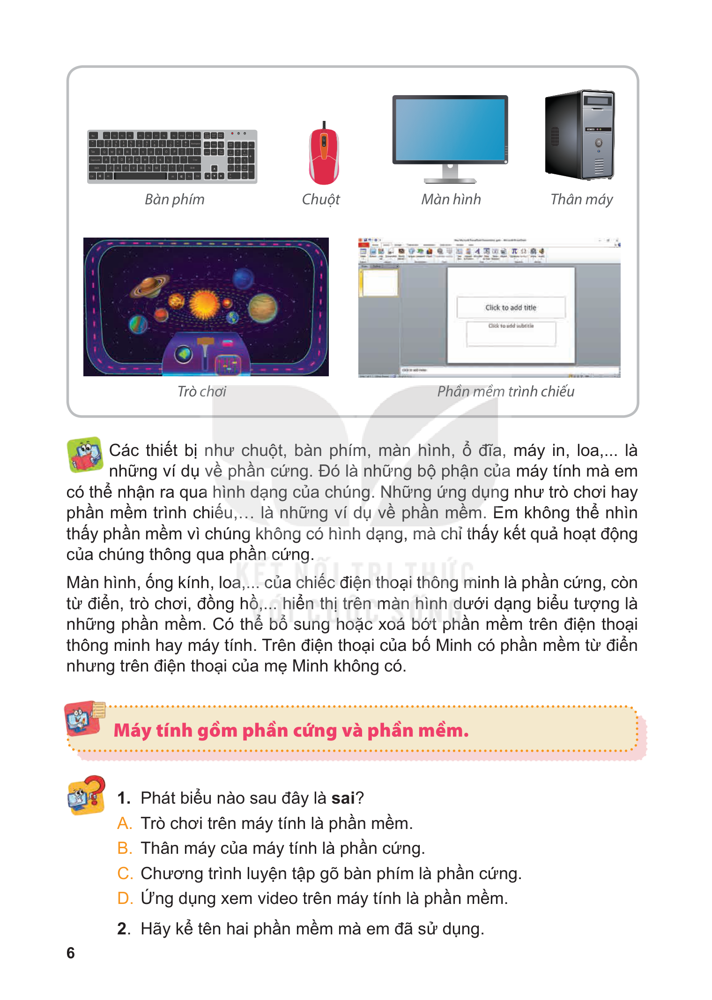 Bàn phím
Chuột
Màn hình
Thân máy
Click to add title
Click to add subtitle
Click to add notes
Trò chơi
Phần mềm trình chiếu
Các thiết bị như chuột, bàn phím, màn hình, ổ đĩa, máy in, loa,... là
những ví dụ về phần cứng. Đó là những bộ phận của máy tính mà em
có thể nhận ra qua hình dạng của chúng. Những ứng dụng như trò chơi hay
phần mềm trình chiếu,... là những ví dụ về phần mềm. Em không thể nhìn
thấy phần mềm vì chúng không có hình dạng, mà chỉ thấy kết quả hoạt động
của chúng thông qua phần cứng.
KẾT NỐI TRI THỨC
Màn hình, ống kính, loa,... của chiếc điện thoại thông minh là phần cứng, còn
từ điển, trò chơi, đồng hồ,... hiển thị trên màn hình dưới dạng biểu tượng là
VỚI CUỘC SỐNG
những phần mềm. Có thể bổ sung hoặc xoá bớt phần mềm trên điện thoại
thông minh hay máy tính. Trên điện thoại của bố Minh có phần mềm từ điển
nhưng trên điện thoại của mẹ Minh không có.
Máy tính gồm phần cứng và phần mềm.
1. Phát biểu nào sau đây là sai?
A. Trò chơi trên máy tính là phần mềm.
B. Thân máy của máy tính là phần cứng.
C. Chương trình luyện tập gõ bàn phím là phần cứng.
D. Ứng dụng xem video trên máy tính là phần mềm.
2. Hãy kể tên hai phần mềm mà em đã sử dụng.
6